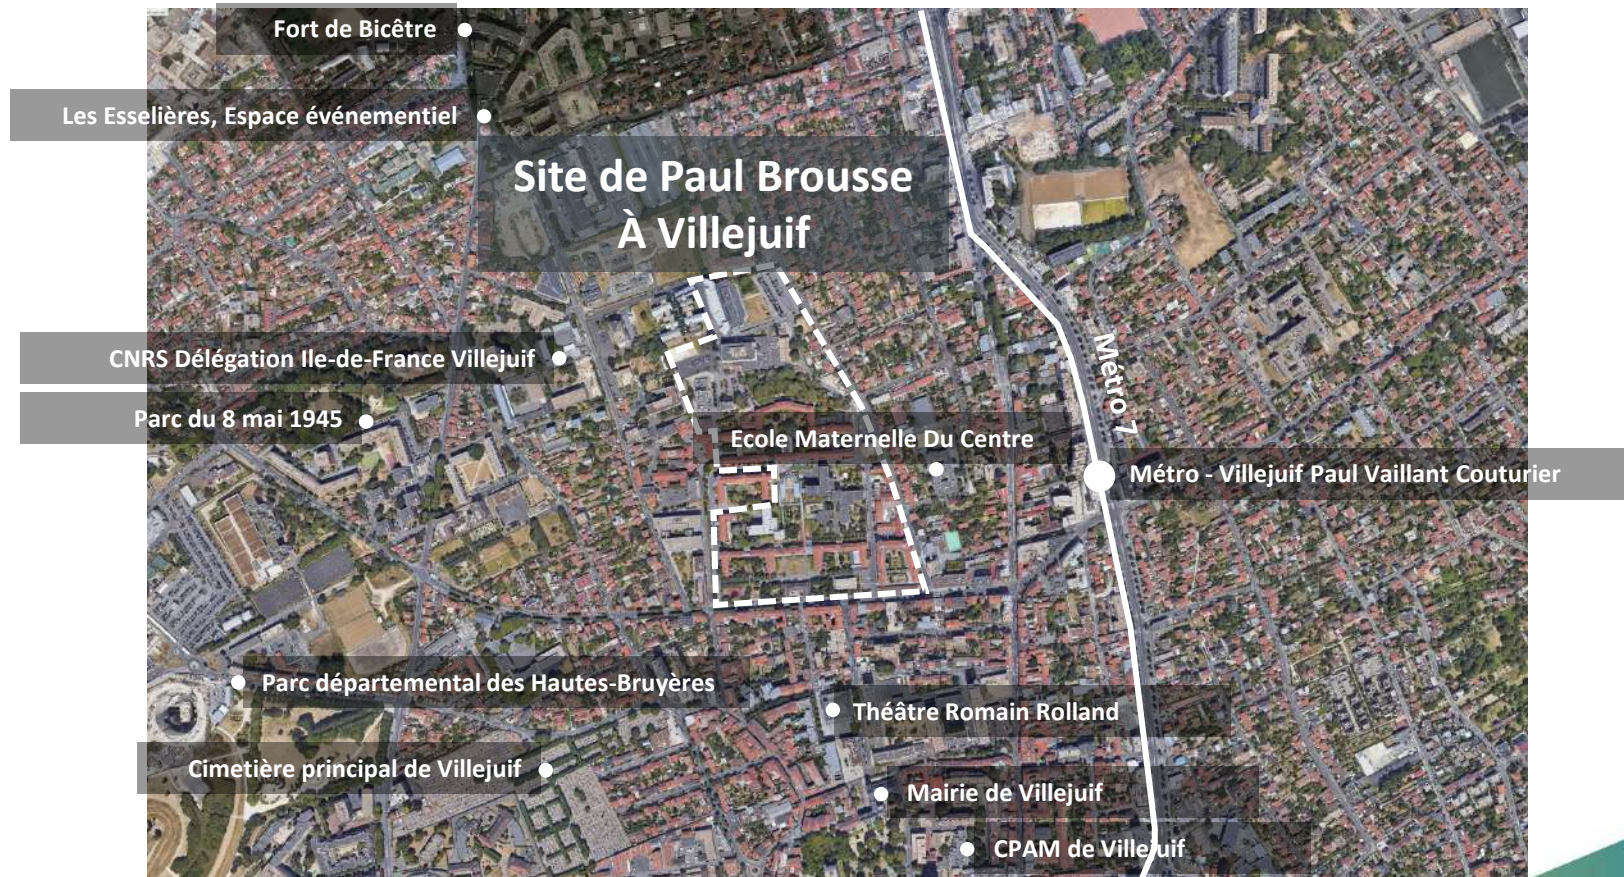 Fort de Bicêtre
Les Esselières, Espace événementiel
Site de Paul Brousse
À Villejuif
CNRS Délégation Ile-de-France Villejuif
Métro 7
Parc du 8 mai 1945
Ecole Maternelle Du Centre
Métro - Villejuif Paul Vaillant Couturier
Parc départemental des Hautes-Bruyères
Théâtre Romain Rolland
Cimetière principal de Villejuif
Mairie de Villejuif
CPAM de Villejuif